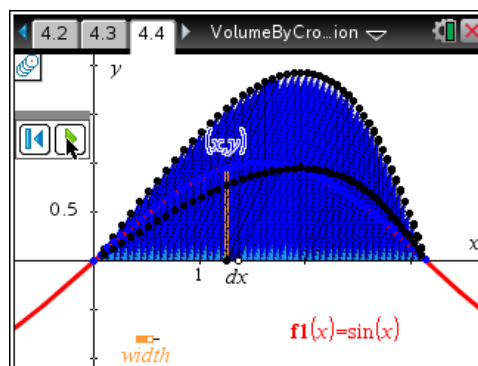 4.2 4.3 4.4 VolumeByCro...ion
y
(x,y)
0.5
x
1
dx
f1(x)=sin(x)
width